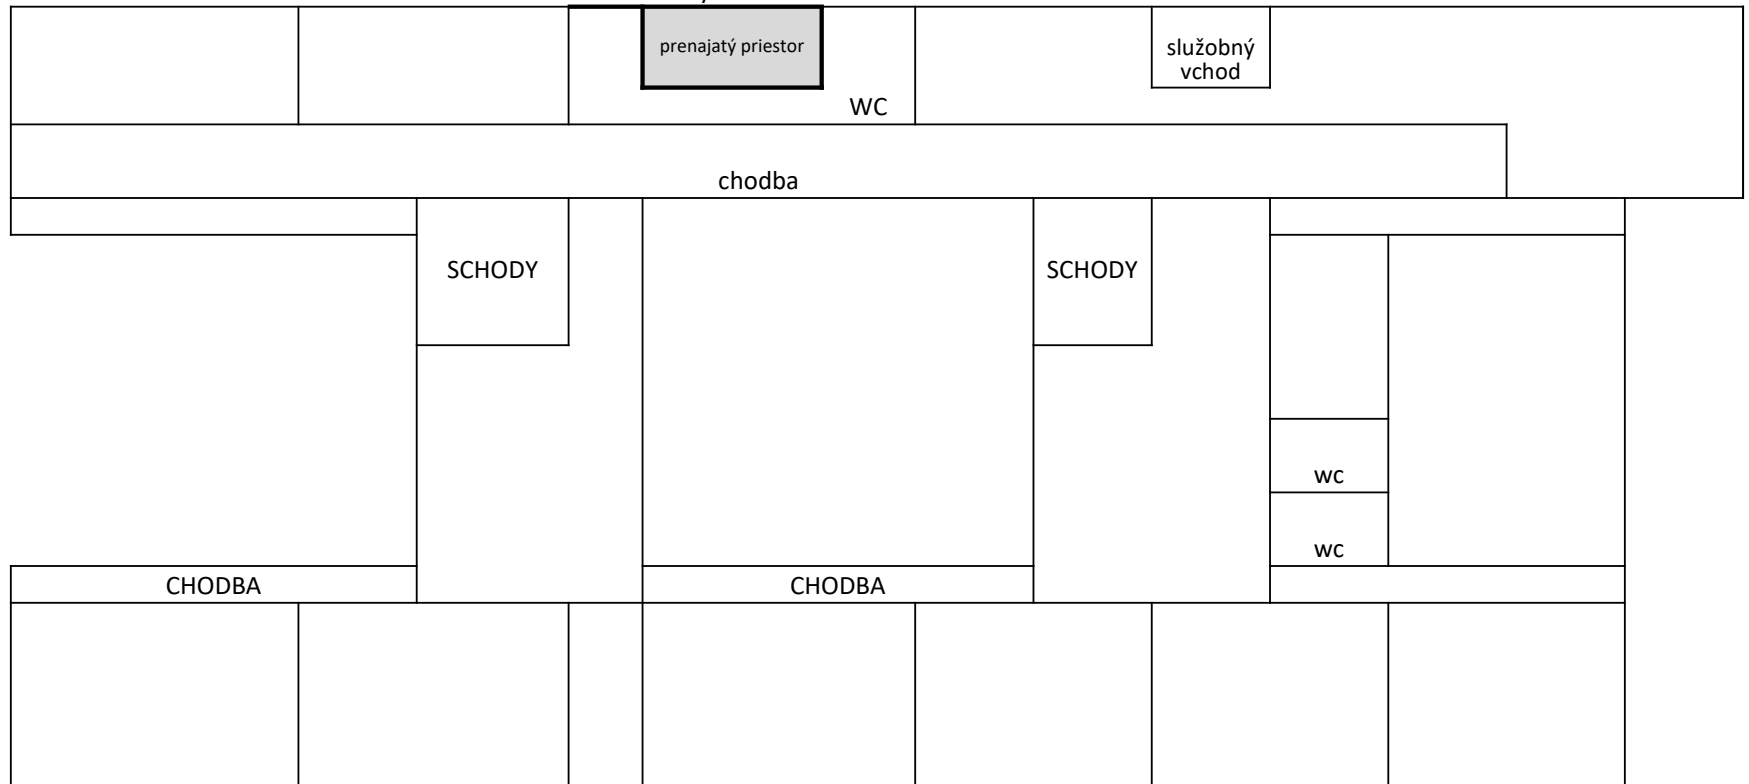 prenajatý priestor
služobný
vchod
WC
chodba
SCHODY
SCHODY
wc
wc
CHODBA
CHODBA